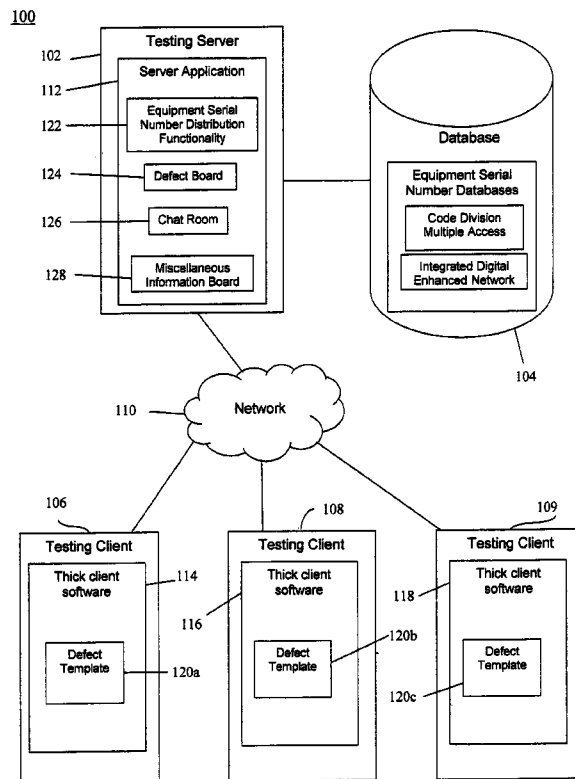 100
Testing Server
102
Server Application
112
Equipment Serial
Number Distribution
Functionality
122
Defect Board
124
Chat Room
126
Miscellaneous
Information Board
128
Database
Equipment Serial
Number Databases
Code Division
Multiple Access
Integrated Digital
Enhanced Network
104
Network
110
106
Testing Client
Thick client
software
114
Defect
Template
120a
108
Testing Client
Thick client
software
116
Defect
Template
120b
109
Testing Client
Thick client
software
118
Defect
Template
120c